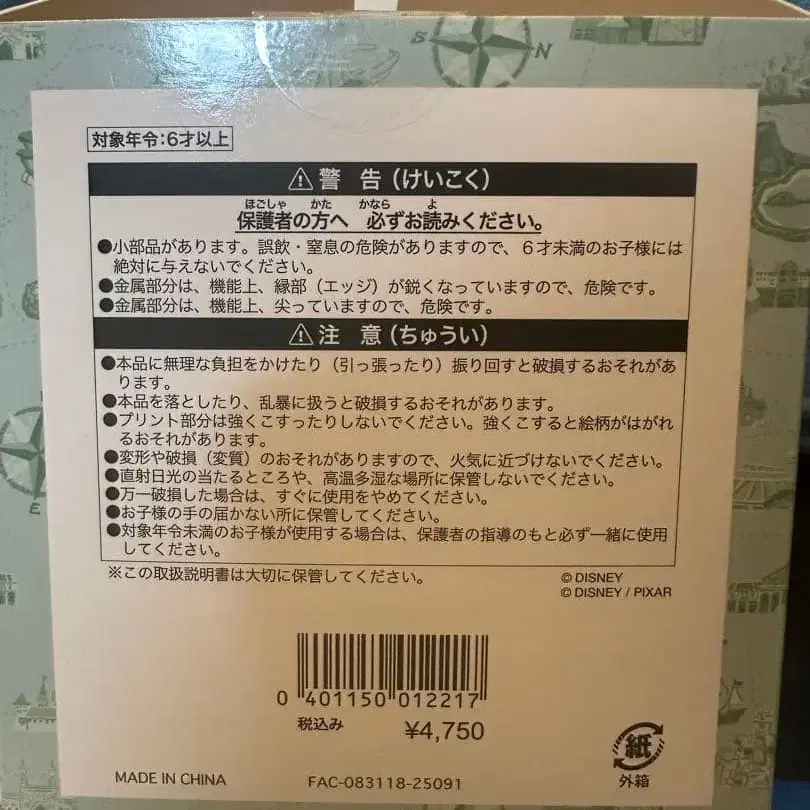 S
N
対象年令:6才以上
⚠警 告(けいこく)
ほごしゃ かた かなら よ
保護者の方へ 必ずお読みください。
●小部品があります。誤飲・窒息の危険がありますので、6才未満のお子様には
絶対に与えないでください。
●金属部分は、機能上、縁部(エッジ)が鋭くなっていますので、危険です。
●金属部分は、機能上、尖っていますので、危険です。
⚠注 意(ちゅうい)
●本品に無理な負担をかけたり(引っ張ったり)振り回すと破損するおそれがあ
ります。
●本品を落としたり、乱暴に扱うと破損するおそれがあります。
●プリント部分は強くこすったりしないでください。強くこすると絵柄がはがれ
るおそれがあります。
●変形や破損(変質)のおそれがありますので、火気に近づけないでください。
●直射日光の当たるところや、高温多湿な場所に保管しないでください。
●万一破損した場合は、すぐに使用をやめてください。
●お子様の手の届かない所に保管してください。
●対象年令未満のお子様が使用する場合は、保護者の指導のもと必ず一緒に使用
してください。
※この取扱説明書は大切に保管してください。
© DISNEY
© DISNEY / PIXAR
E
0 401150 012217
税込み ¥4,750
紙
外箱
MADE IN CHINA
FAC-083118-25091